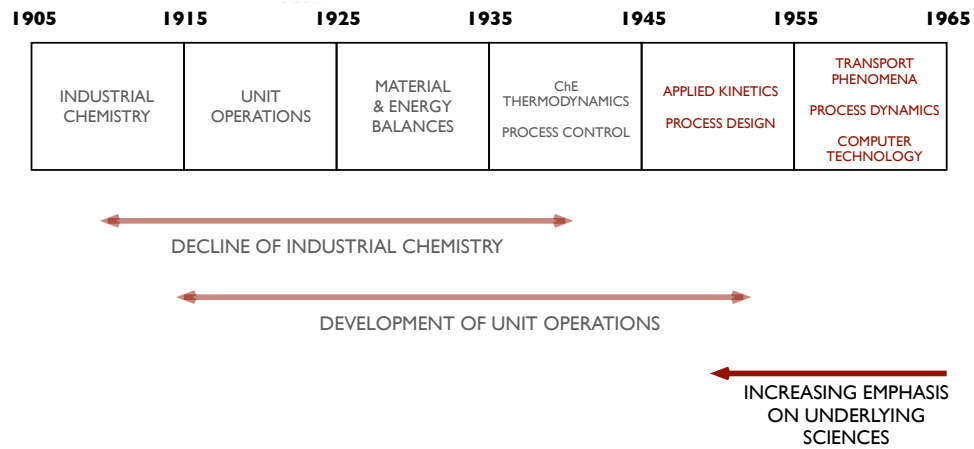 1905 1915 1925 1935 1945 1955 1965
INDUSTRIAL
CHEMISTRY
UNIT
OPERATIONS
MATERIAL
& ENERGY
BALANCES
ChE
THERMODYNAMICS
PROCESS CONTROL
APPLIED KINETICS
PROCESS DESIGN
TRANSPORT
PHENOMENA
PROCESS DYNAMICS
COMPUTER
TECHNOLOGY
DECLINE OF INDUSTRIAL CHEMISTRY
DEVELOPMENT OF UNIT OPERATIONS
INCREASING EMPHASIS
ON UNDERLYING
SCIENCES